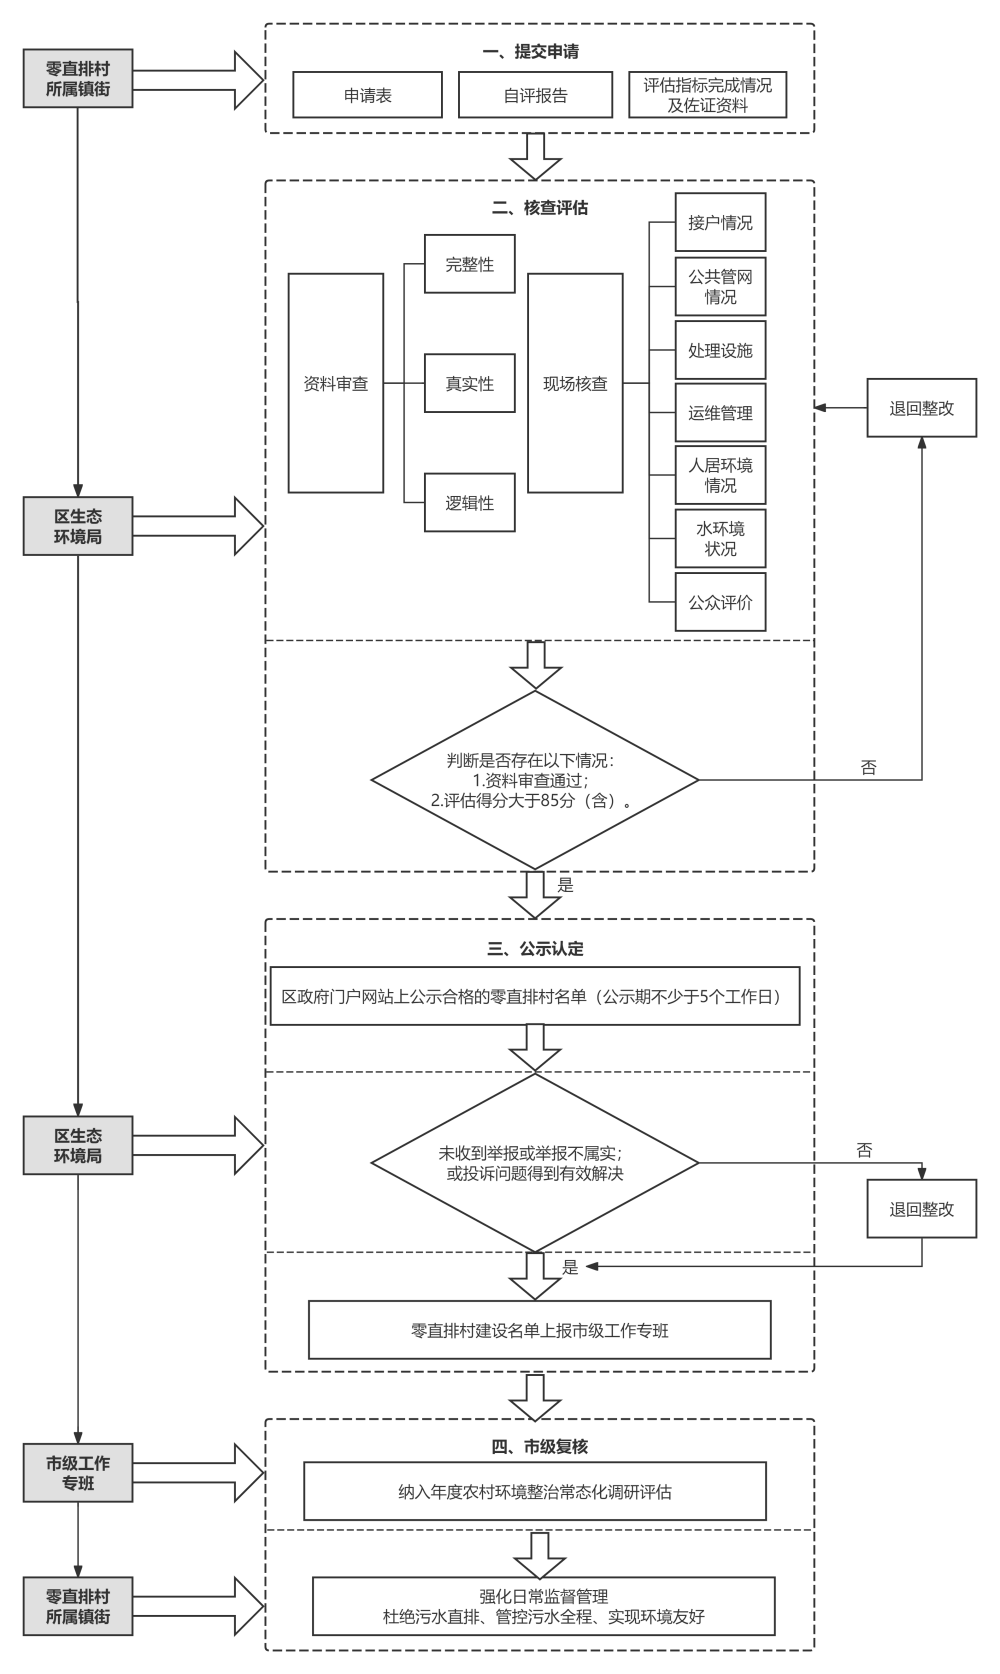 零直排村
所属镇街
一、提交申请
申请表
自评报告
评估指标完成情况
及佐证资料
二、核查评估
资料审查
完整性
真实性
逻辑性
现场核查
接户情况
公共管网
情况
处理设施
运维管理
人居环境
情况
水环境
状况
公众评价
退回整改
区生态
环境局
判断是否存在以下情况：
1.资料审查通过；
2.评估得分大于85分（含）。
否
是
三、公示认定
区政府门户网站上公示合格的零直排村名单（公示期不少于5个工作日）
区生态
环境局
未收到举报或举报不属实；
或投诉问题得到有效解决
否
退回整改
是
零直排村建设名单上报市级工作专班
市级工作
专班
四、市级复核
纳入年度农村环境整治常态化调研评估
零直排村
所属镇街
强化日常监督管理
杜绝污水直排、管控污水全程、实现环境友好